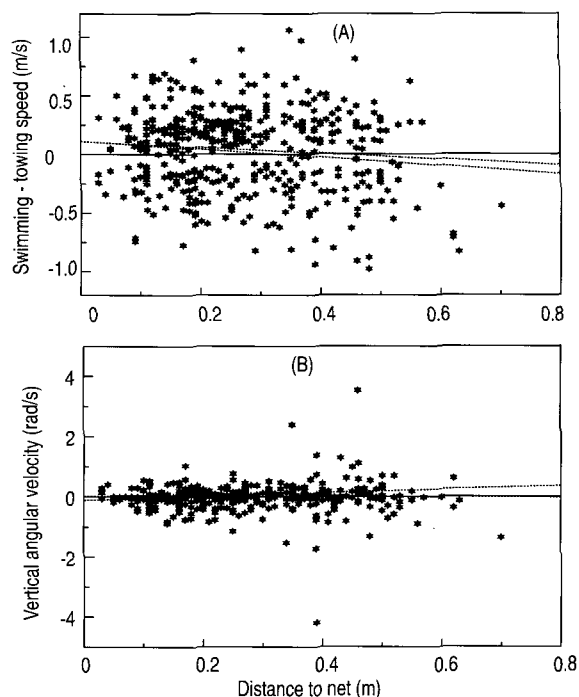 (A)
Swimming - towing speed (m/s)
1.0
0.5
0
-0.5
-1.0
0 0.2 0.4 0.6 0.8
(B)
Vertical angular velocity (rad/s)
4
2
0
-2
-4
0 0.2 0.4 0.6 0.8
Distance to net (m)